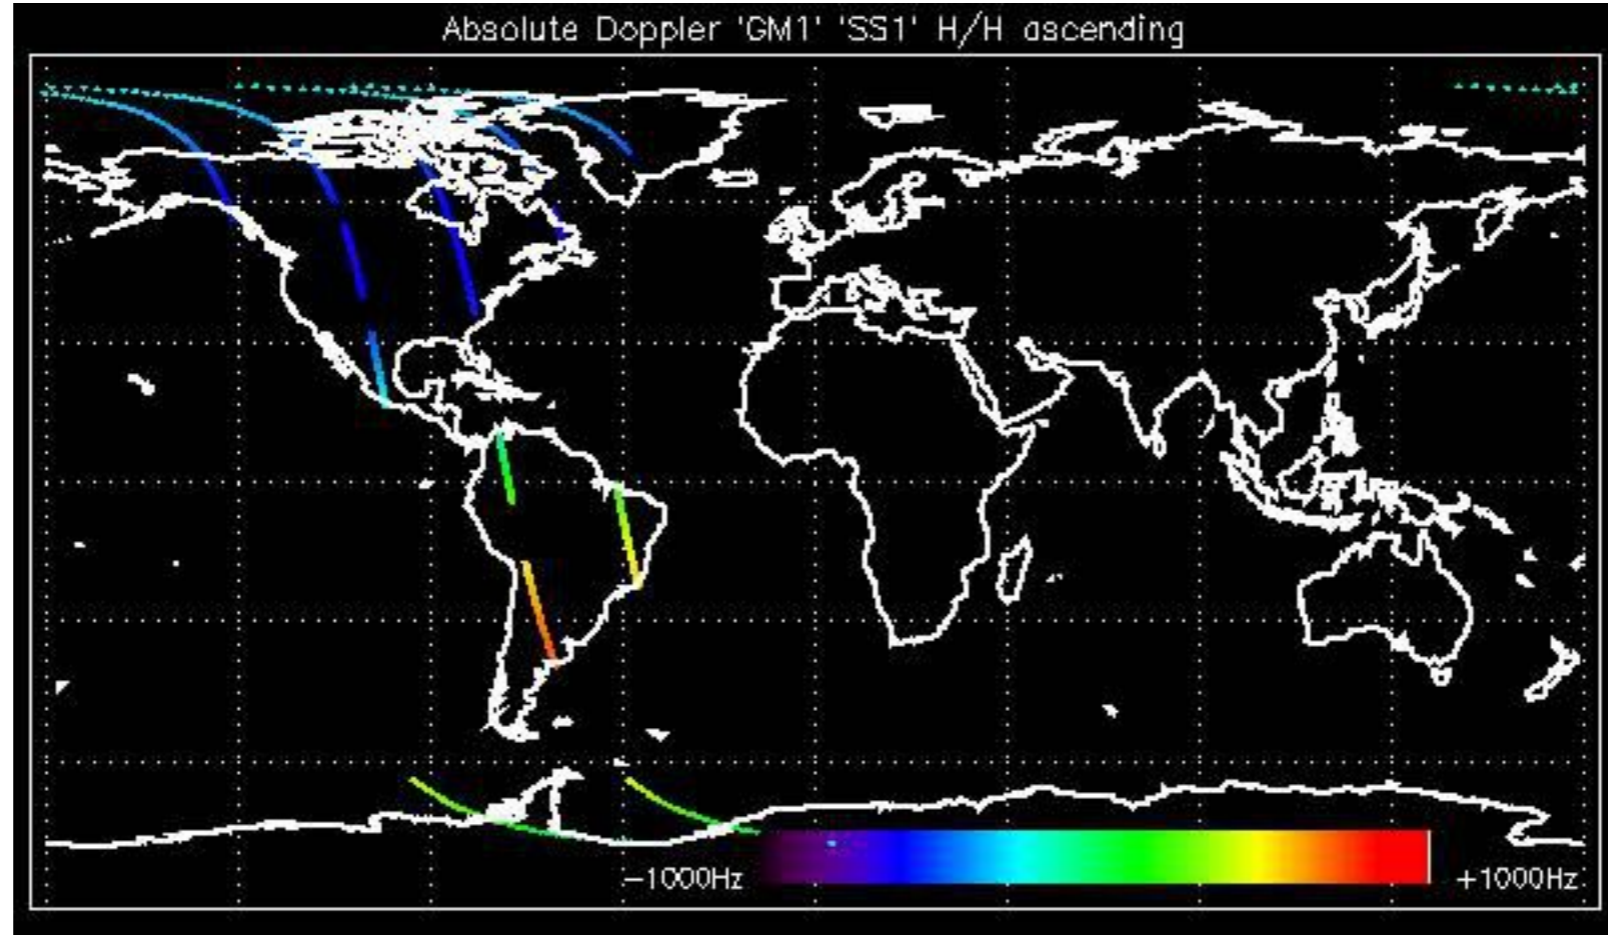 Absolute Doppler 'GM1' 'SS1' H/H ascending
−1000Hz
+1000Hz